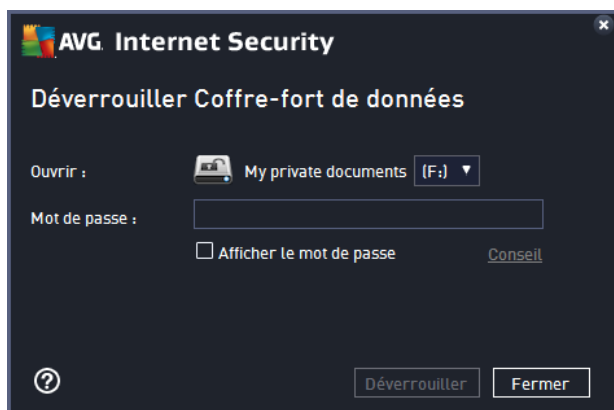 AVG. Internet Security
Déverrouiller Coffre-fort de données
Ouvrir : My private documents (F:)
Mot de passe :
Afficher le mot de passe Conseil
Déverrouiller Fermer